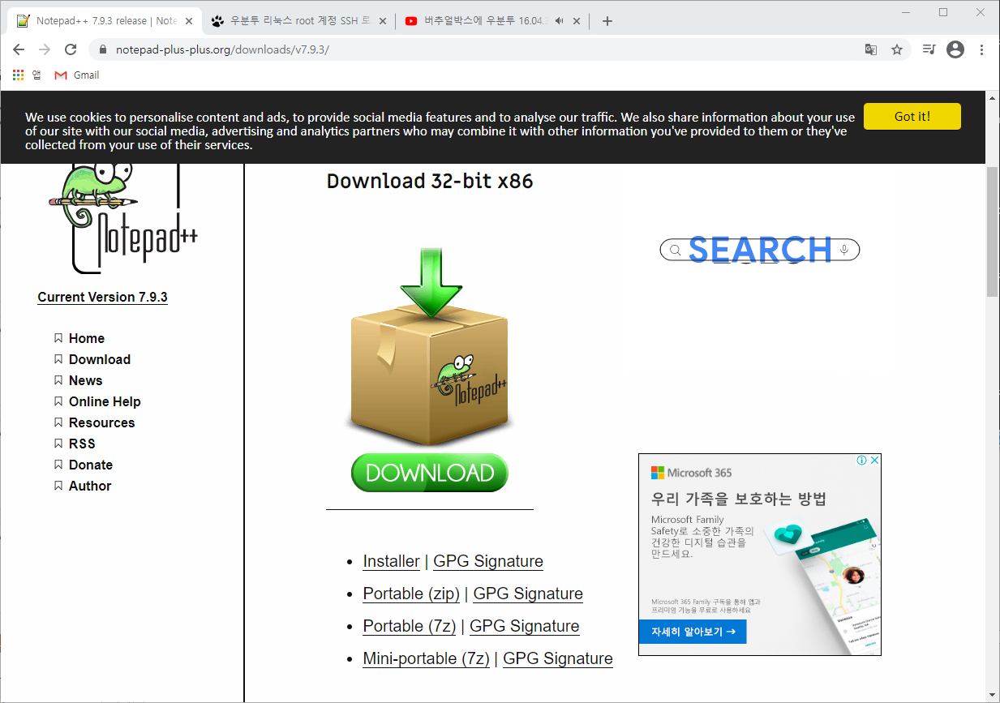 Notepad++ 7.9.3 release | Note
우분투 리눅스 root 계정 SSH 로
버추얼박스에 우분투 16.04.
notepad-plus-plus.org/downloads/v7.9.3/
앱
Gmail
We use cookies to personalise content and ads, to provide social media features and to analyse our traffic. We also share information about your use
of our site with our social media, advertising and analytics partners who may combine it with other information you've provided to them or they've
collected from your use of their services.
Got it!
Notepad++
Current Version 7.9.3
Home
Download
News
Online Help
Resources
RSS
Donate
Author
Download 32-bit x86
Notepad++
DOWNLOAD
Installer | GPG Signature
Portable (zip) | GPG Signature
Portable (7z) | GPG Signature
Mini-portable (7z) | GPG Signature
SEARCH
Microsoft 365
우리 가족을 보호하는 방법
Microsoft Family
Safety로 소중한 가족의
건강한 디지털 습관을
만드세요.
Microsoft 365 Family 구독을 통해 앱과
프리미엄 기능을 무료로 사용하세요
자세히 알아보기 →